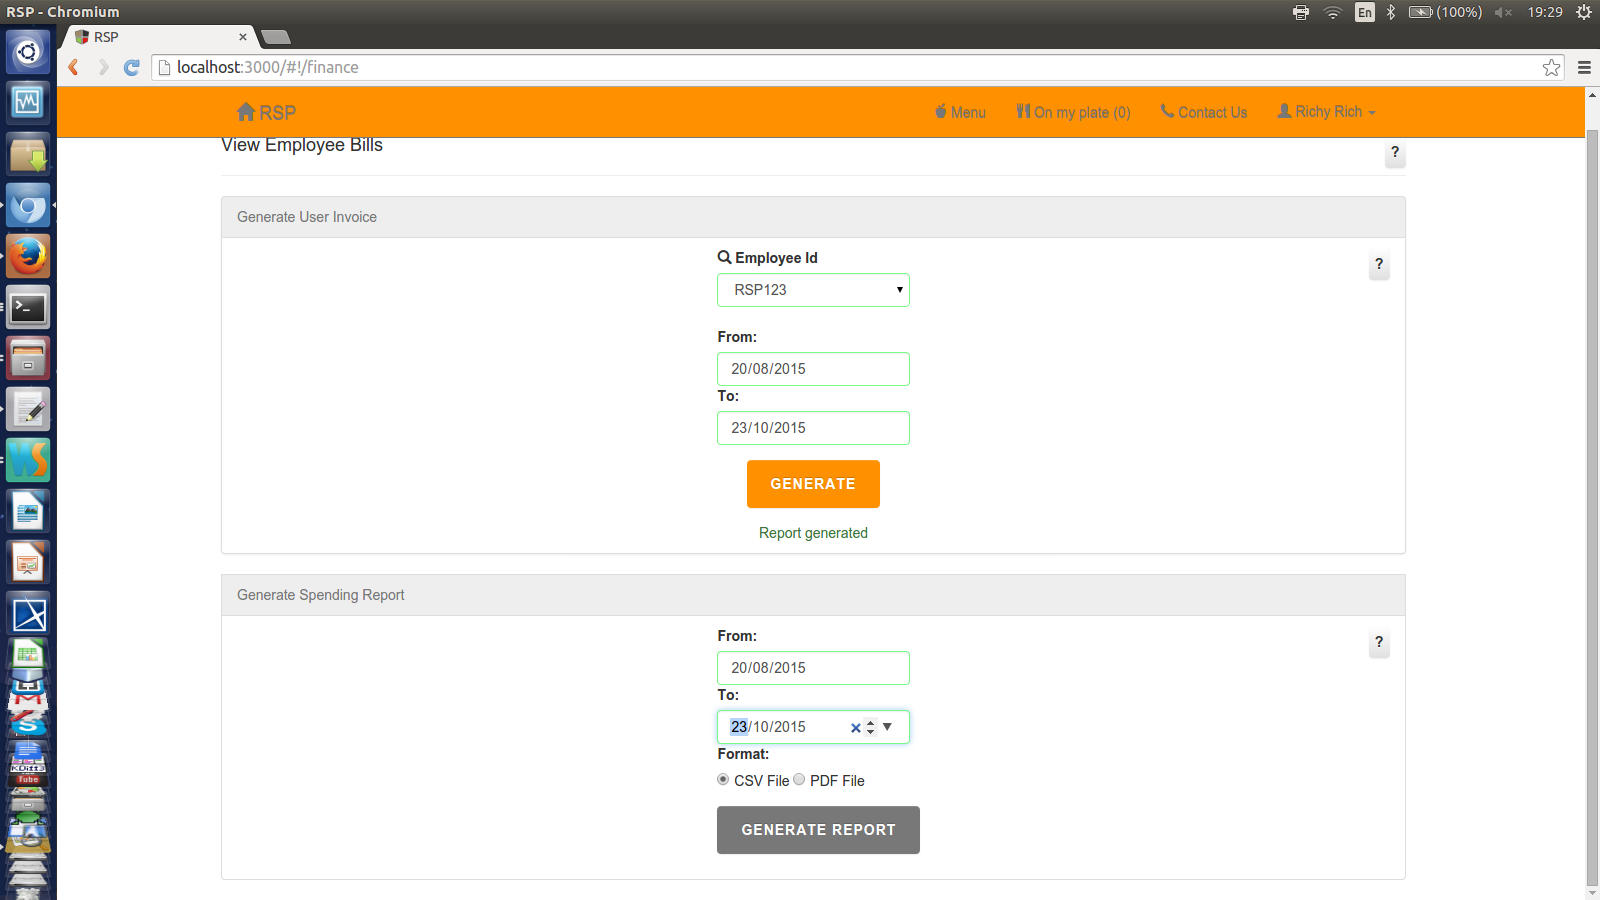 RSP - Chromium
En
(100%)
19:29
RSP
localhost:3000/#!/finance
RSP
Menu
On my plate (0)
Contact Us
Richy Rich
View Employee Bills
?
Generate User Invoice
Employee Id
?
RSP123
From:
20/08/2015
To:
23/10/2015
GENERATE
Report generated
Generate Spending Report
From:
?
20/08/2015
To:
23/10/2015
Format:
CSV File
PDF File
GENERATE REPORT
KDiff3
Tube